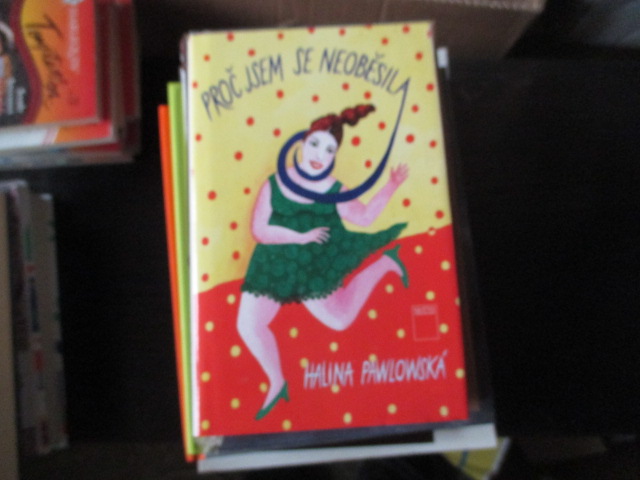 PROČ JSEM SE NEOBĚSILA
HALINA PAWLOWSKÁ